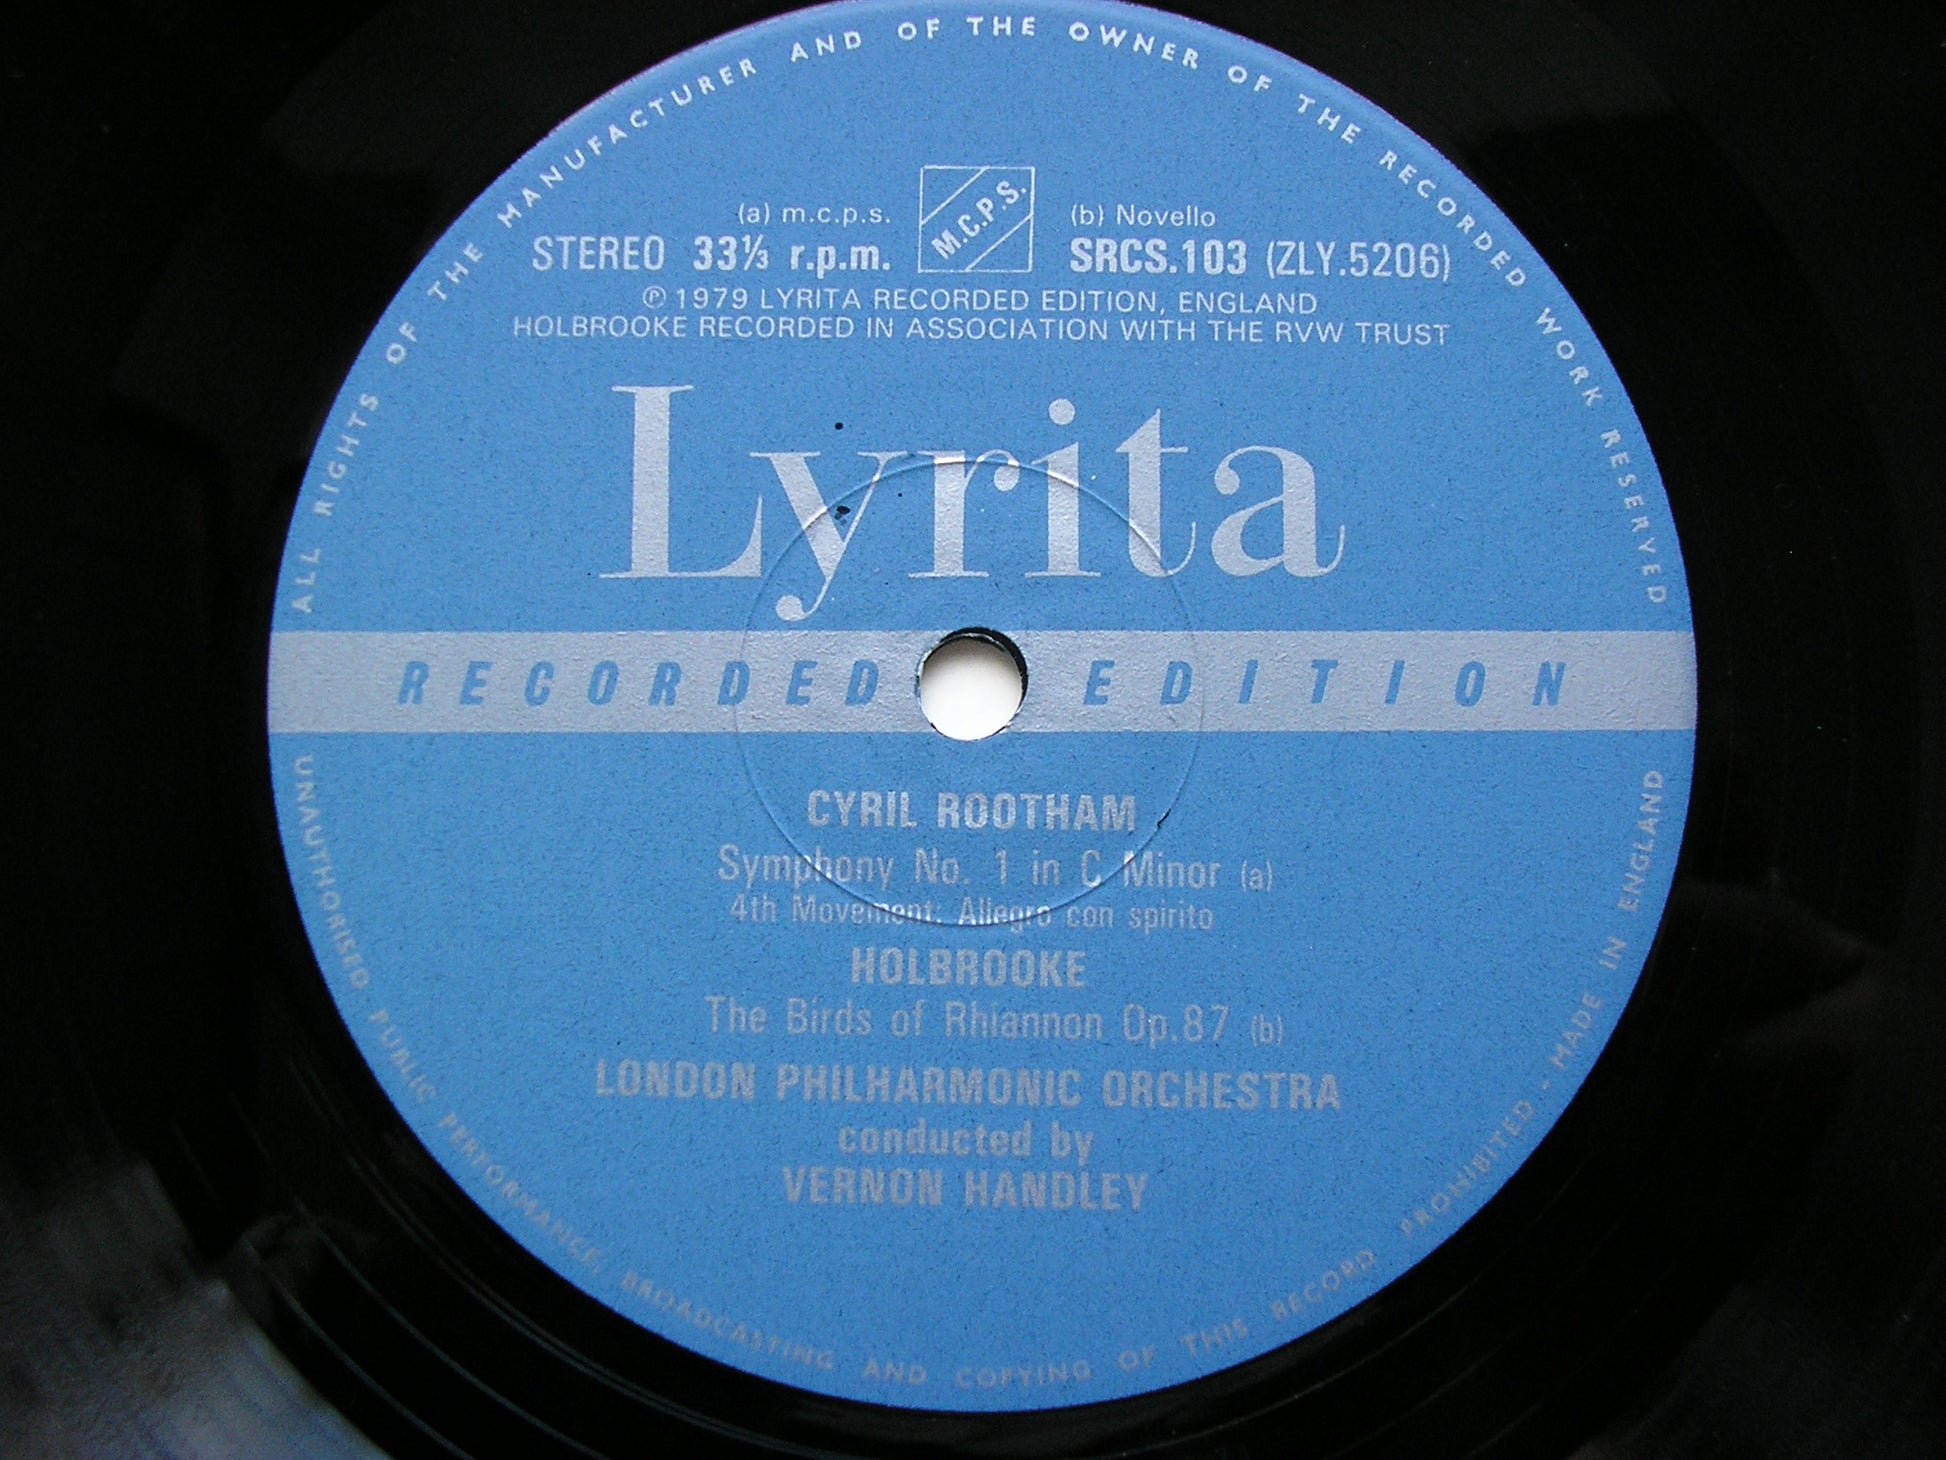 ALL RIGHTS OF THE MANUFACTURER AND OF THE OWNER OF THE RECORDED WORK RESERVED
(a) m.c.p.s.
M.C.P.S.
(b) Novello
STEREO 33⅓ r.p.m.
SRCS.103 (ZLY.5206)
℗ 1979 LYRITA RECORDED EDITION, ENGLAND
HOLBROOKE RECORDED IN ASSOCIATION WITH THE RVW TRUST
Lyrita
RECORDED EDITION
CYRIL ROOTHAM
Symphony No. 1 in C Minor (a)
4th Movement: Allegro con spirito
HOLBROOKE
The Birds of Rhiannon Op.87 (b)
LONDON PHILHARMONIC ORCHESTRA
conducted by
VERNON HANDLEY
UNAUTHORISED PUBLIC PERFORMANCE, BROADCASTING AND COPYING OF THIS RECORD PROHIBITED · MADE IN ENGLAND